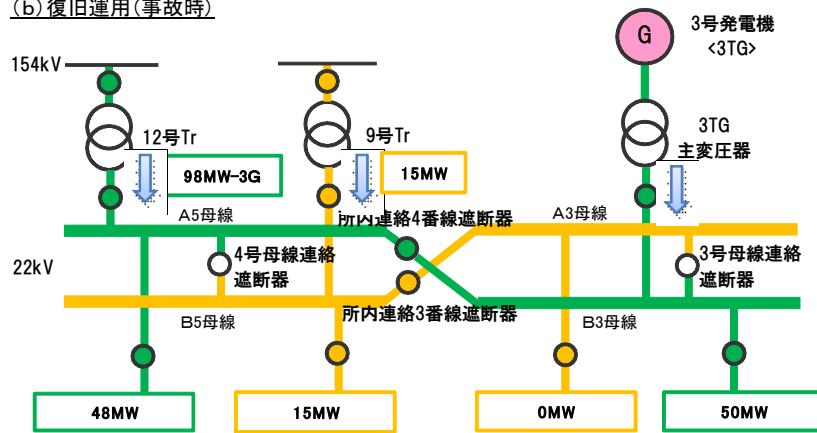 (b)復旧運用(事故時)
G
3号発電機
<3TG>
154kV
12号Tr
9号Tr
3TG
主変圧器
98MW-3G
15MW
A5母線
所内連絡4番線遮断器
A3母線
4号母線連絡
遮断器
3号母線連絡
遮断器
22kV
B5母線
所内連絡3番線遮断器
B3母線
48MW
15MW
0MW
50MW